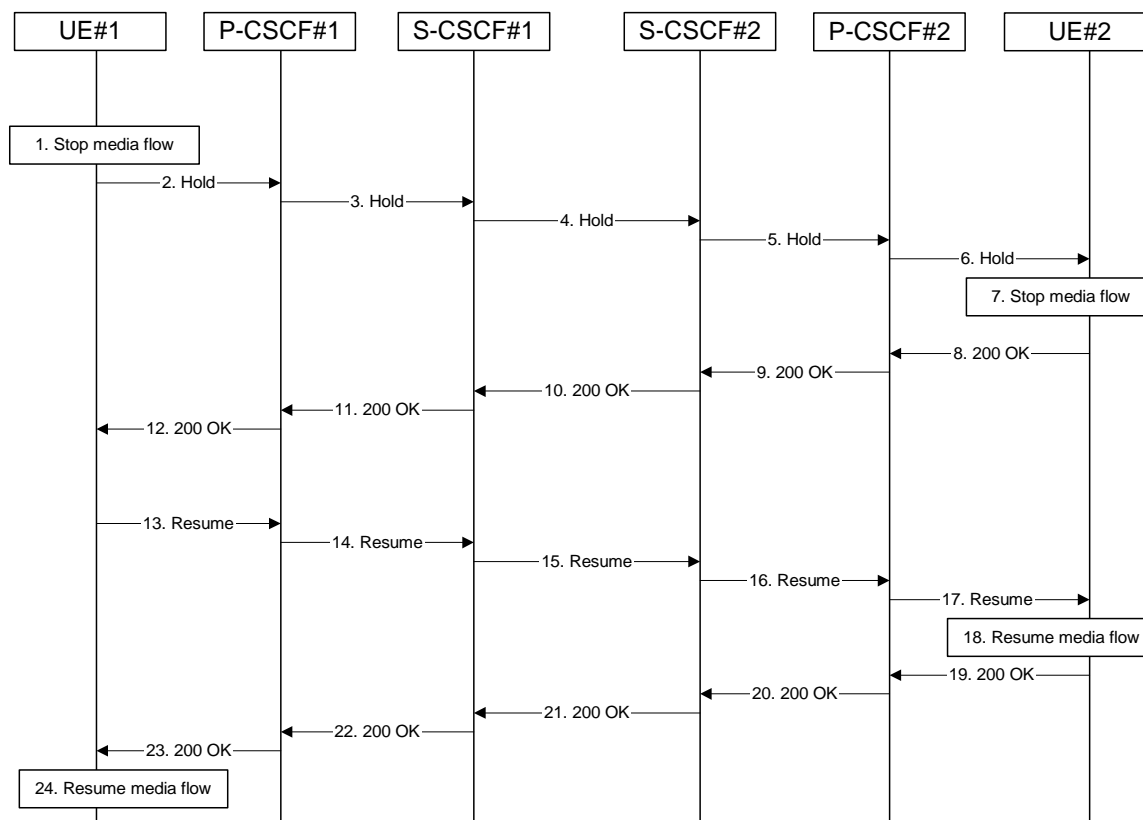 UE#1
P-CSCF#1
S-CSCF#1
S-CSCF#2
P-CSCF#2
UE#2
1. Stop media flow
2. Hold
3. Hold
4. Hold
5. Hold
6. Hold
7. Stop media flow
8. 200 OK
9. 200 OK
10. 200 OK
11. 200 OK
12. 200 OK
13. Resume
14. Resume
15. Resume
16. Resume
17. Resume
18. Resume media flow
19. 200 OK
20. 200 OK
21. 200 OK
22. 200 OK
23. 200 OK
24. Resume media flow